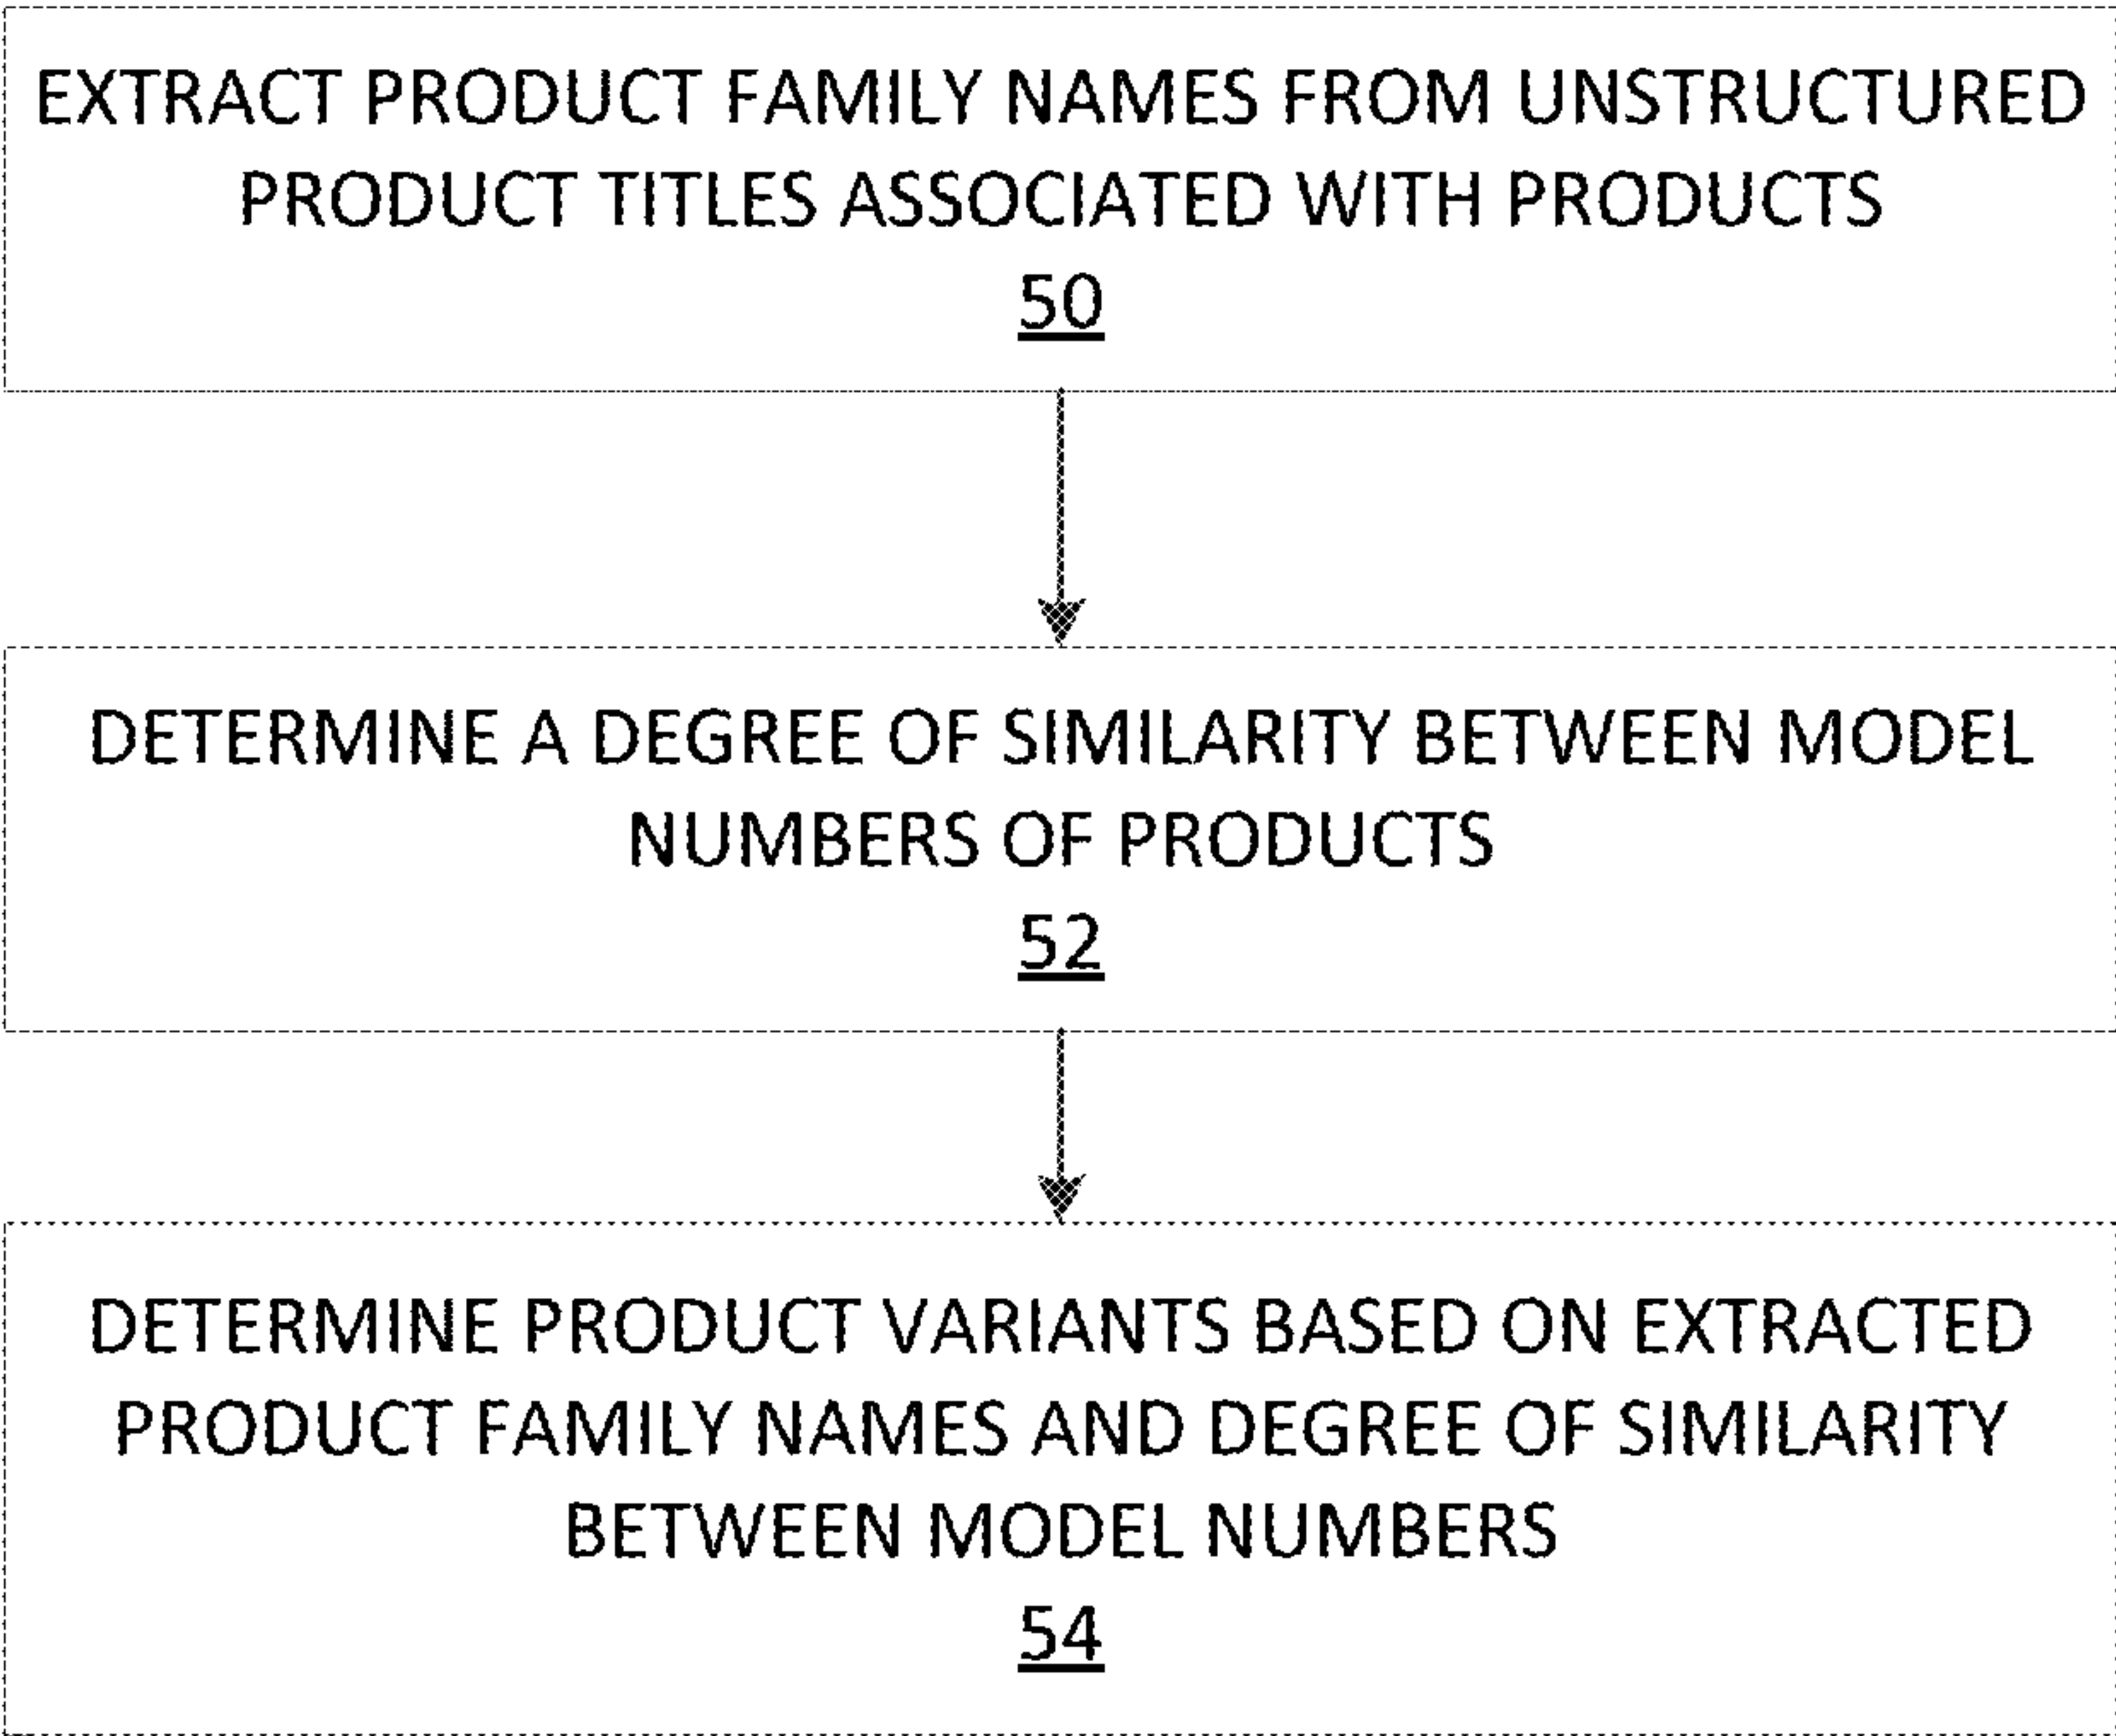 EXTRACT PRODUCT FAMILY NAMES FROM UNSTRUCTURED
PRODUCT TITLES ASSOCIATED WITH PRODUCTS
50
DETERMINE A DEGREE OF SIMILARITY BETWEEN MODEL
NUMBERS OF PRODUCTS
52
DETERMINE PRODUCT VARIANTS BASED ON EXTRACTED
PRODUCT FAMILY NAMES AND DEGREE OF SIMILARITY
BETWEEN MODEL NUMBERS
54